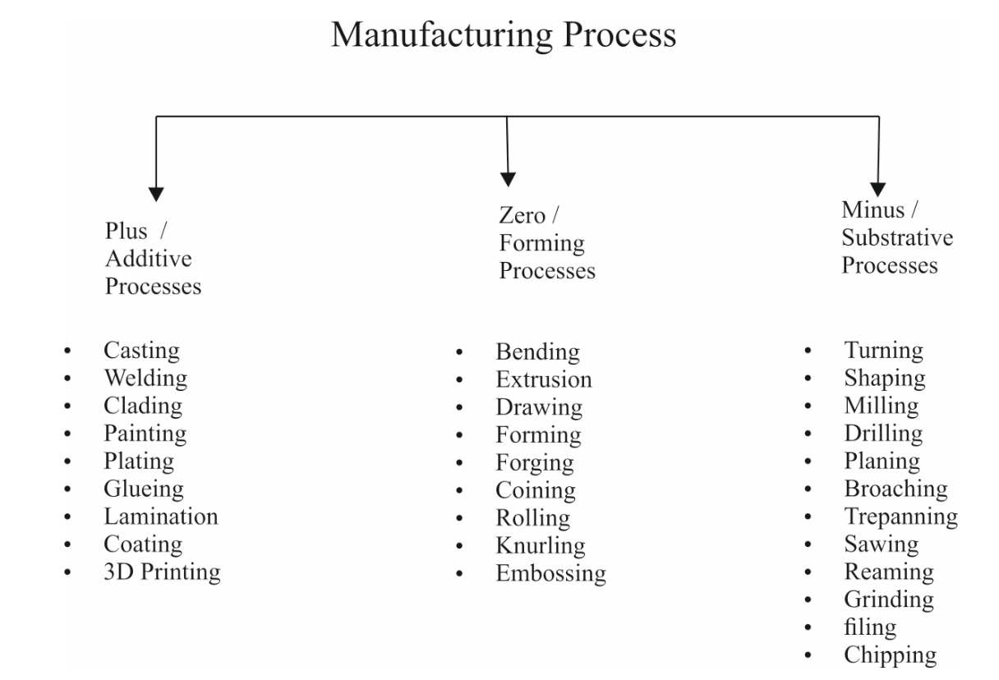 Manufacturing Process
Plus /
Additive
Processes
• Casting
• Welding
• Clading
• Painting
• Plating
• Glueing
• Lamination
• Coating
• 3D Printing
Zero /
Forming
Processes
• Bending
• Extrusion
• Drawing
• Forming
• Forging
• Coining
• Rolling
• Knurling
• Embossing
Minus /
Substrative
Processes
• Turning
• Shaping
• Milling
• Drilling
• Planing
• Broaching
• Trepanning
• Sawing
• Reaming
• Grinding
• filing
• Chipping